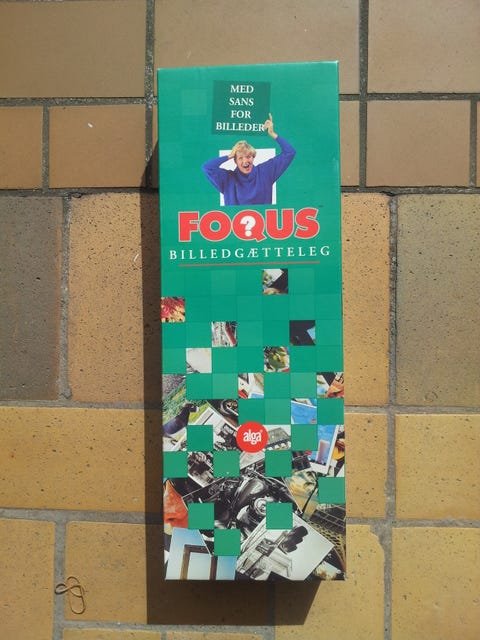 MED
SANS
FOR
BILLEDER
FOQUS
BILLEDGÆTTELEG
alga